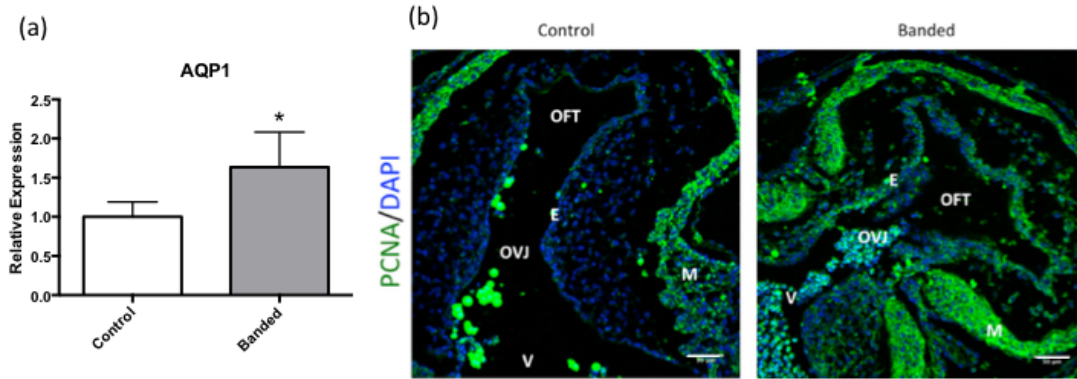 (a)
AQP1
Relative Expression
2.5
2.0
1.5
1.0
0.5
0.0
*
Control
Banded
(b)
Control
Banded
PCNA/DAPI
OFT
E
OVJ
M
V
E
OFT
OVJ
V
M